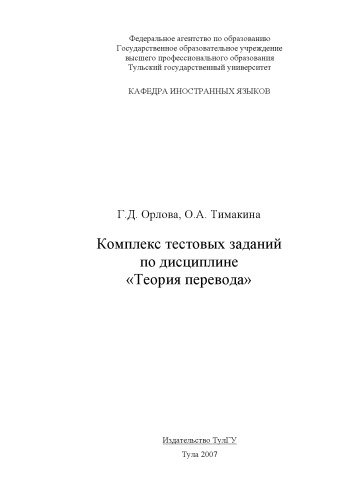 Федеральное агентство по образованию
Государственное образовательное учреждение
высшего профессионального образования
Тульский государственный университет
КАФЕДРА ИНОСТРАННЫХ ЯЗЫКОВ
Г.Д. Орлова, О.А. Тимакина
Комплекс тестовых заданий
по дисциплине
«Теория перевода»
Издательство ТулГУ
Тула 2007